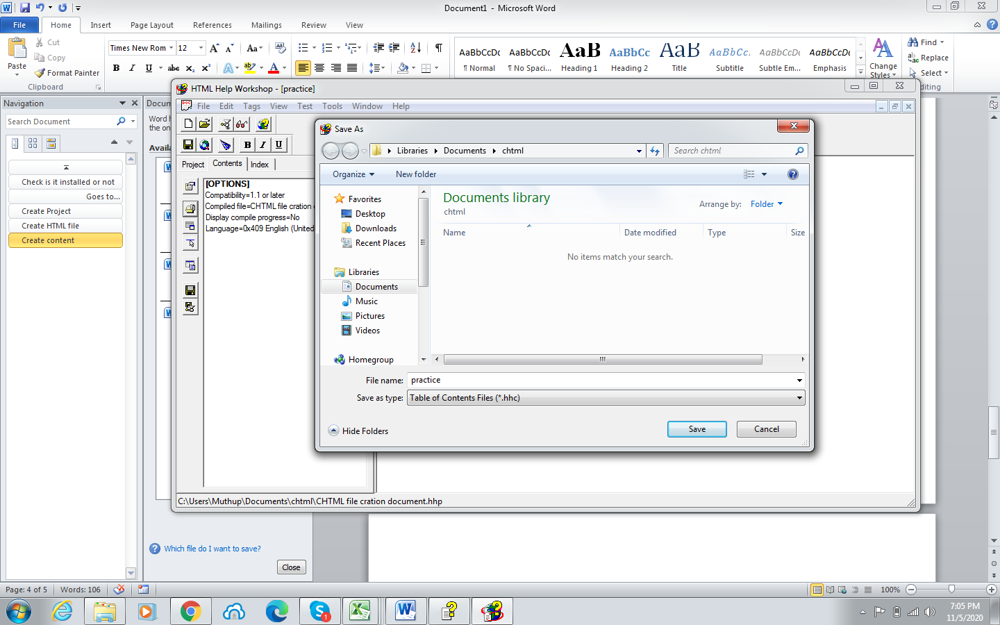 Document1 - Microsoft Word
File Home Insert Page Layout References Mailings Review View
Paste
Cut
Copy
Format Painter
Clipboard
Times New Rom 12
AaBbCcDc AaBbCcDc AaB AaBbCc AaB AaBbCc. AaBbCcDc AaBbCcDc
¶ Normal ¶ No Spaci... Heading 1 Heading 2 Title Subtitle Subtle Em... Emphasis
Change
Styles
Find
Replace
Select
Navigation
Search Document
Check is it installed or not
Goes to...
Create Project
Create HTML file
Create content
HTML Help Workshop - [practice]
File Edit Tags View Test Tools Window Help
Project Contents Index
[OPTIONS]
Compatibility=1.1 or later
Compiled file=CHTML file cration
Display compile progress=No
Language=0x409 English (United
C:\Users\Muthup\Documents\chtml\CHTML file cration document.hhp
Save As
Libraries Documents chtml
Search chtml
Organize New folder
Favorites
Desktop
Downloads
Recent Places
Libraries
Documents
Music
Pictures
Videos
Homegroup
Documents library
chtml
Arrange by: Folder
Name Date modified Type Size
No items match your search.
File name: practice
Save as type: Table of Contents Files (*.hhc)
Hide Folders
Save Cancel
Which file do I want to save?
Close
Page: 4 of 5 Words: 106
100%
7:05 PM
11/5/2020